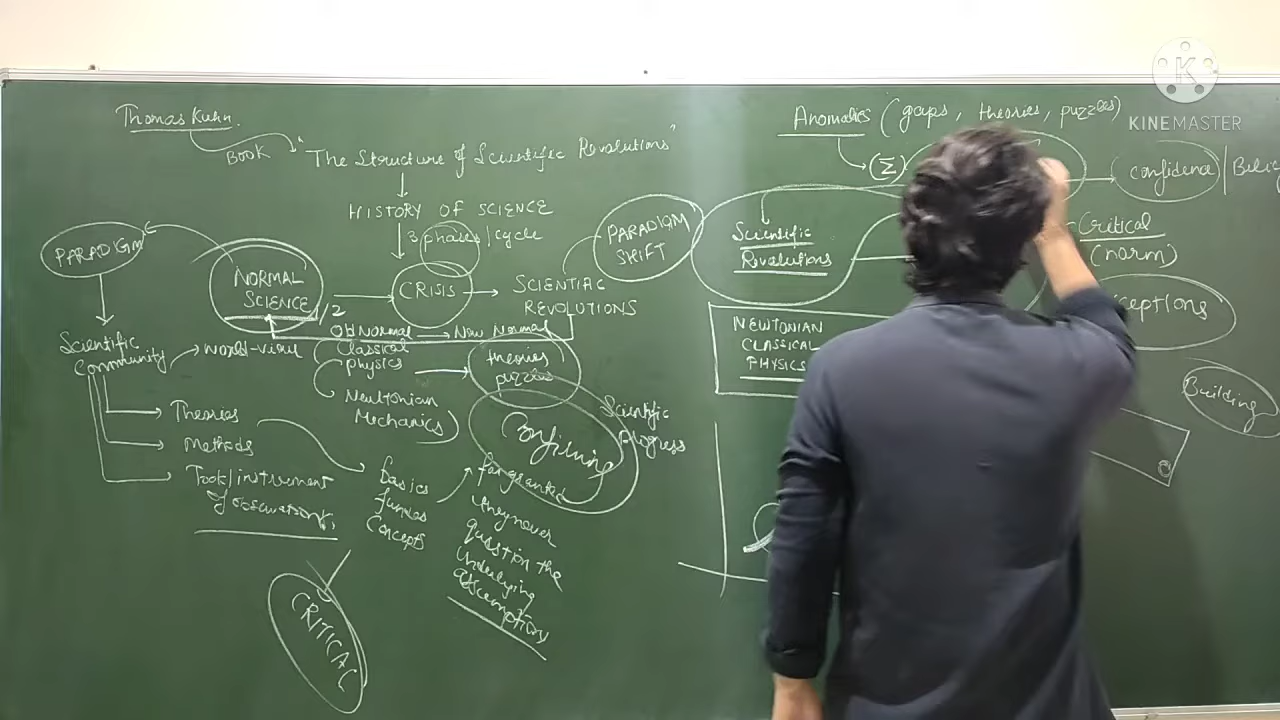 Thomas Kuhn.
BOOK
"The Structure of Scientific Revolutions"
HISTORY OF SCIENCE
3 phases/cycle
PARADIGM
NORMAL
SCIENCE
1/2
CRISIS
SCIENTIFIC
REVOLUTIONS
PARADIGM
SHIFT
Old Normal → New Normal
Scientific
Community
world-view
Theories
Methods
Tools/instrument
of observations.
Classical
physics
Newtonian
Mechanics
theories
puzzles
Confirming
Scientific
progress
basics
Concepts
for granted
they never
question the
underlying
assumptions
CRITICAL
Anomalies (gaps, theories, puzzles)
(Σ)
confidence
Scientific
Revolutions
Critical
(norm)
NEWTONIAN
CLASSICAL
PHYSICS
Building
KINEMASTER